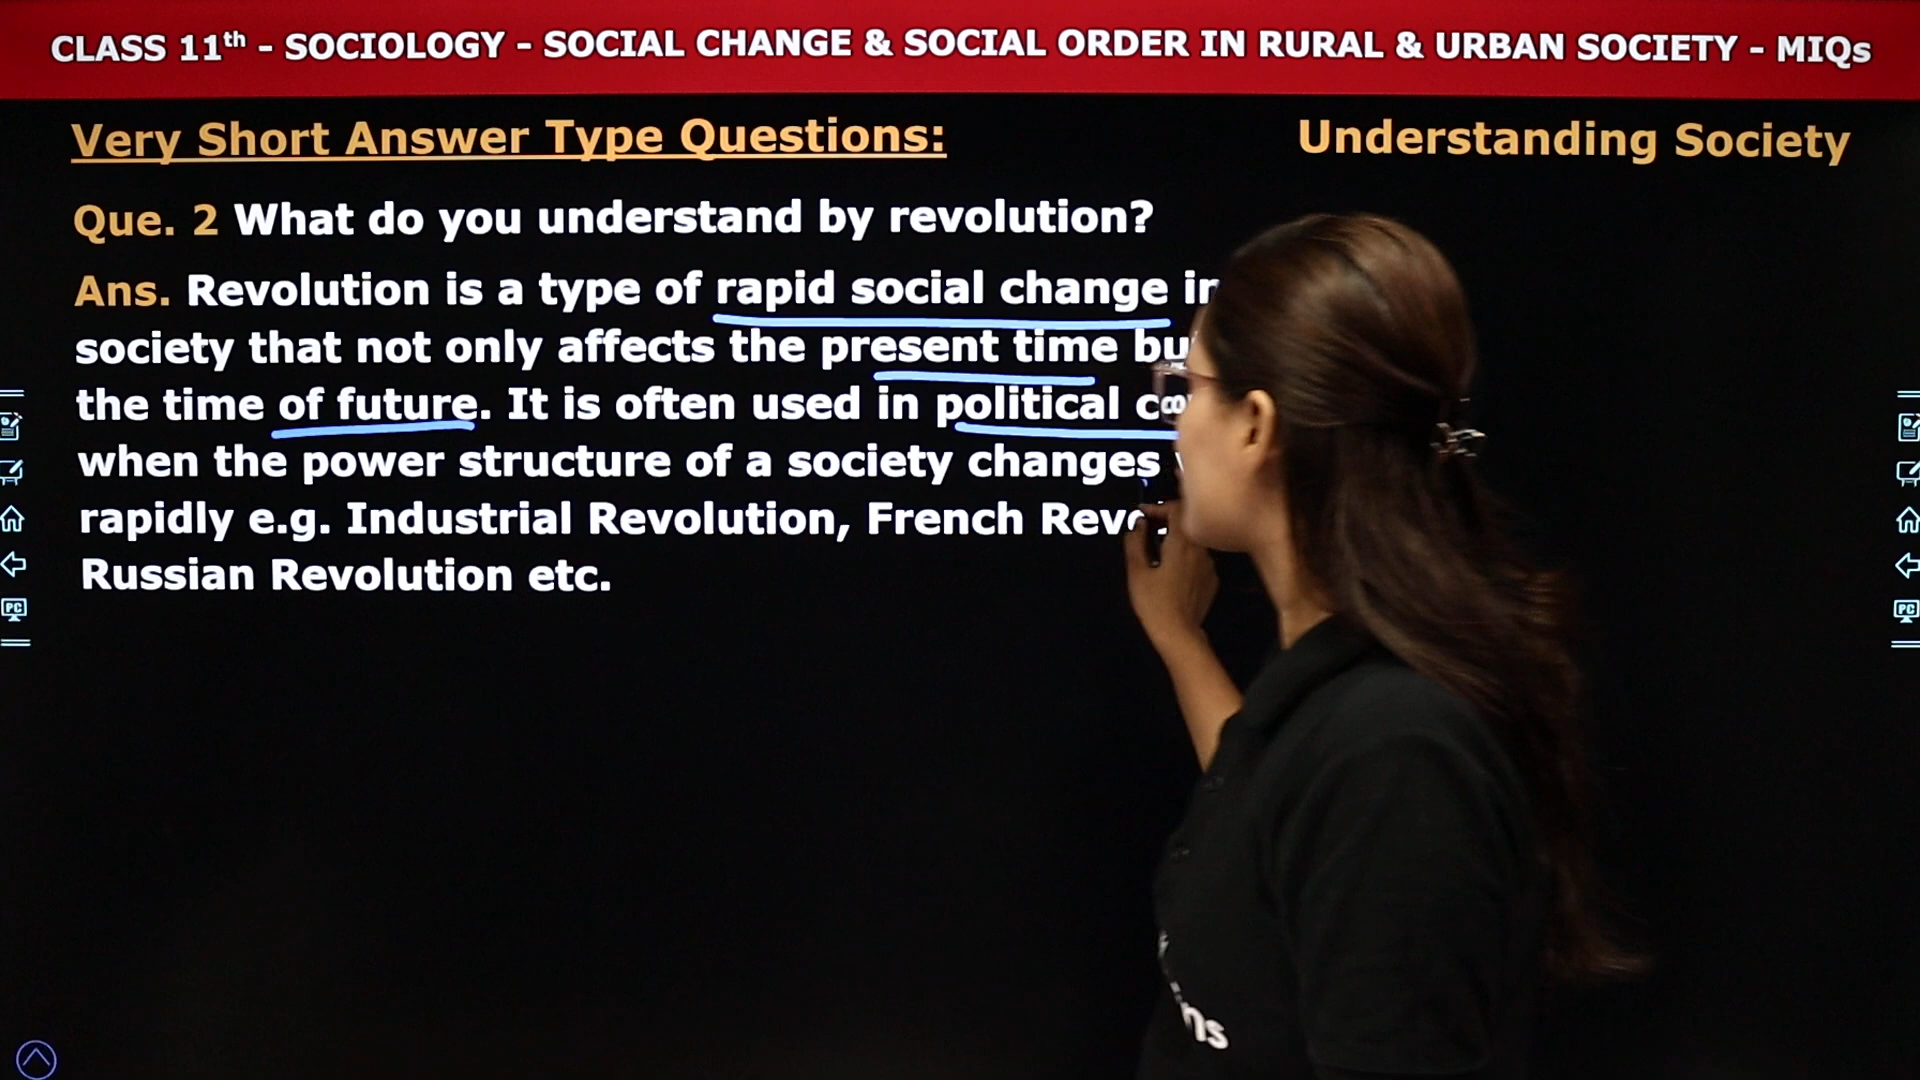 CLASS 11th - SOCIOLOGY - SOCIAL CHANGE & SOCIAL ORDER IN RURAL & URBAN SOCIETY - MIQs
Very Short Answer Type Questions:
Understanding Society
Que. 2 What do you understand by revolution?
Ans. Revolution is a type of rapid social change in
society that not only affects the present time
the time of future. It is often used in political
when the power structure of a society changes
rapidly e.g. Industrial Revolution, French
Russian Revolution etc.
PC
PC